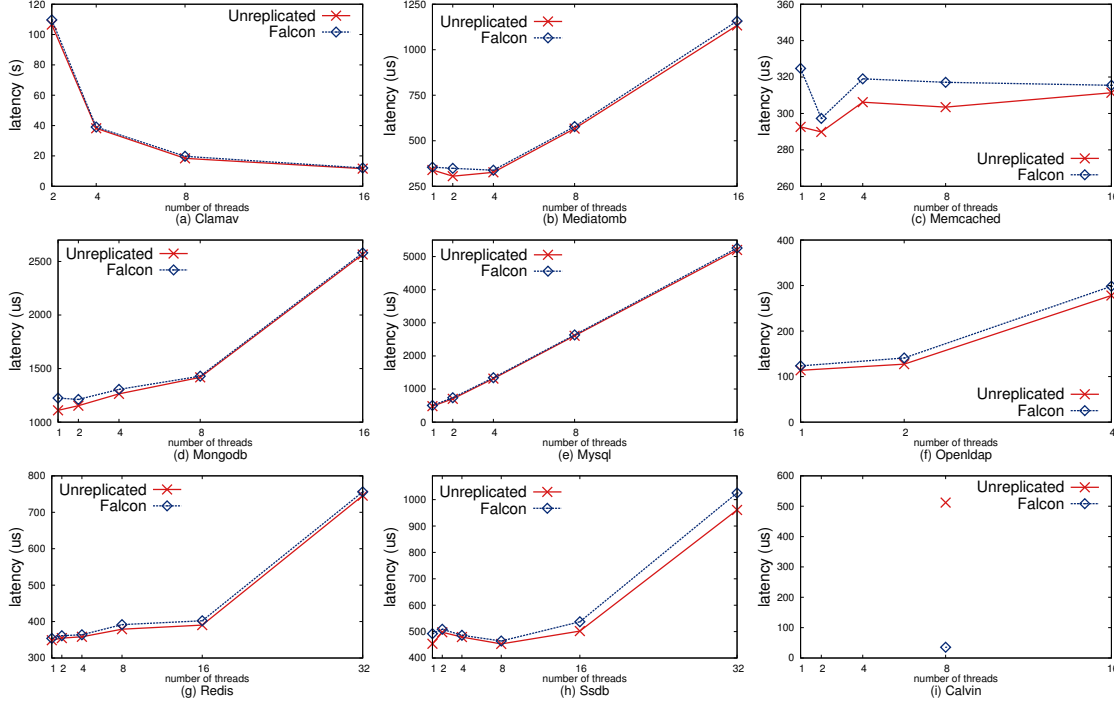 120
100
80
60
40
20
0
2
4
8
16
latency (s)
number of threads
(a) Clamav
Unreplicated
Falcon
1250
1000
750
500
250
1
2
4
8
16
latency (us)
number of threads
(b) Mediatomb
Unreplicated
Falcon
360
340
320
300
280
260
1
2
4
8
16
latency (us)
number of threads
(c) Memcached
Unreplicated
Falcon
2500
2000
1500
1000
1
2
4
8
16
latency (us)
number of threads
(d) Mongodb
Unreplicated
Falcon
5000
4000
3000
2000
1000
0
1
2
4
8
16
latency (us)
number of threads
(e) Mysql
Unreplicated
Falcon
400
300
200
100
0
1
2
4
latency (us)
number of threads
(f) Openldap
Unreplicated
Falcon
800
700
600
500
400
300
1
2
4
8
16
32
latency (us)
number of threads
(g) Redis
Unreplicated
Falcon
1000
900
800
700
600
500
400
1
2
4
8
16
32
latency (us)
number of threads
(h) Ssdb
Unreplicated
Falcon
600
500
400
300
200
100
0
1
2
4
8
16
latency (us)
number of threads
(i) Calvin
Unreplicated
Falcon